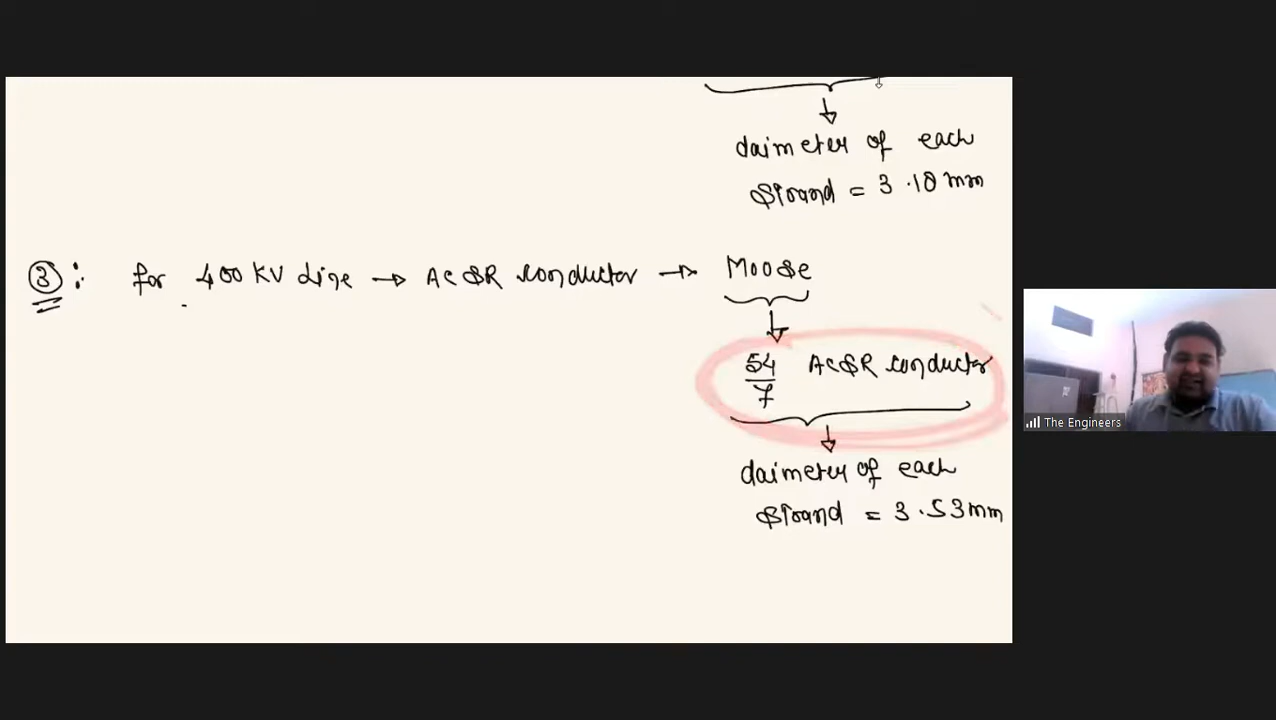 daimeter of each
strand = 3.18 mm
3: for 400 KV line → ACSR conductor → Moose
54/7 ACSR conductor
daimeter of each
strand = 3.53mm
The Engineers